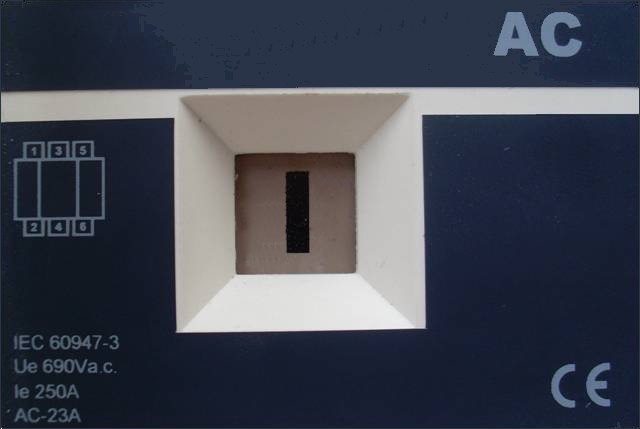 AC
1 3 5
2 4 6
IEC 60947-3
Ue 690Va.c.
Ie 250A
AC-23A
CE